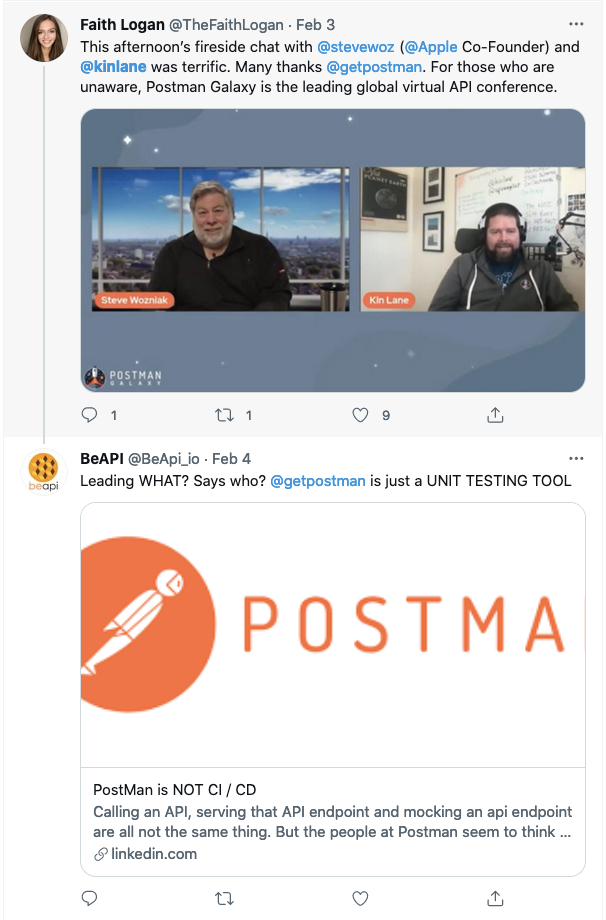 Faith Logan @TheFaithLogan · Feb 3
This afternoon's fireside chat with @stevewoz (@Apple Co-Founder) and
@kinlane was terrific. Many thanks @getpostman. For those who are
unaware, Postman Galaxy is the leading global virtual API conference.
PLANET EARTH
Steve Wozniak
Kin Lane
POSTMAN
GALAXY
1
1
9
BeAPI @BeApi_io · Feb 4
beapi
Leading WHAT? Says who? @getpostman is just a UNIT TESTING TOOL
POSTMA
PostMan is NOT CI / CD
Calling an API, serving that API endpoint and mocking an api endpoint
are all not the same thing. But the people at Postman seem to think ...
linkedin.com